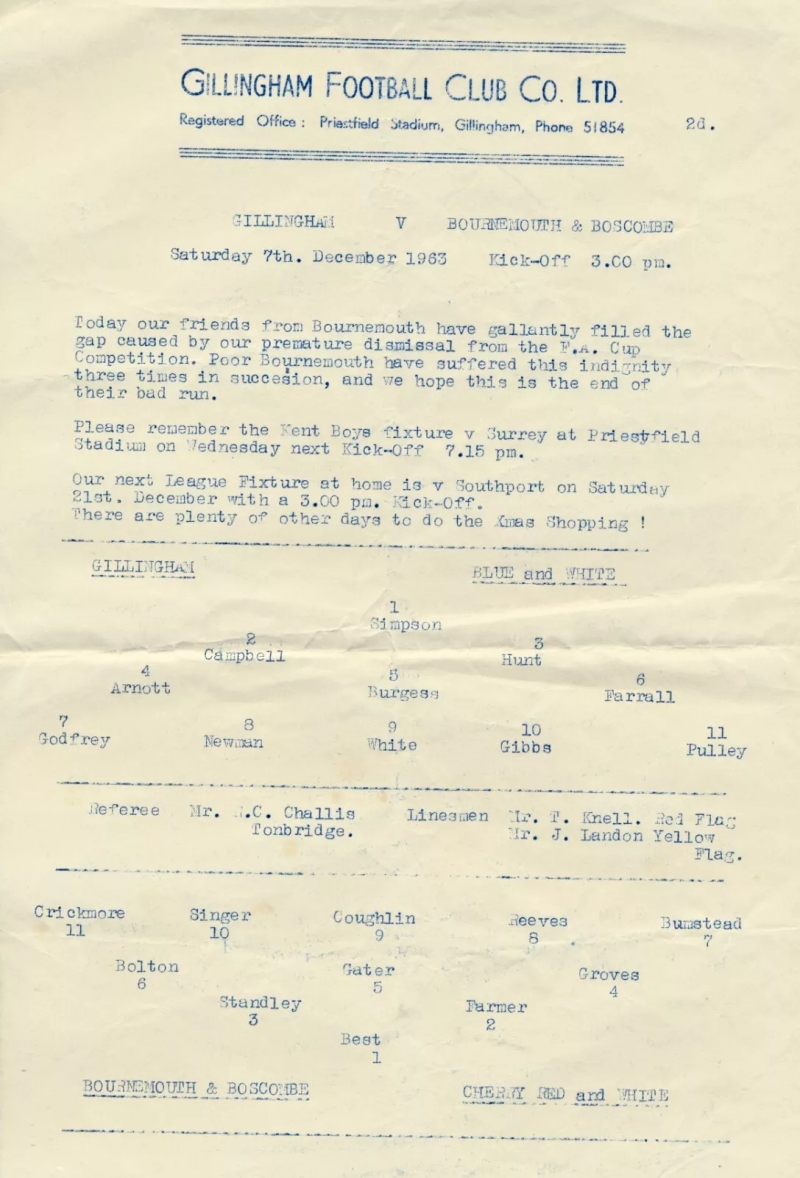 GILLINGHAM FOOTBALL CLUB CO. LTD.
Registered Office : Priestfield Stadium, Gillingham, Phone 51854 2d.
GILLINGHAM V BOURNEMOUTH & BOSCOMBE
Saturday 7th. December 1963 Kick-Off 3.00 pm.
Today our friends from Bournemouth have gallantly filled the
gap caused by our premature dismissal from the F.A. Cup
Competition. Poor Bournemouth have suffered this indignity
three times in succesion, and we hope this is the end of
their bad run.
Please remember the Kent Boys fixture v Surrey at Priestfield
Stadium on Wednesday next Kick-Off 7.15 pm.
Our next League Fixture at home is v Southport on Saturday
21st. December with a 3.00 pm. Kick-Off.
There are plenty of other days to do the Xmas Shopping !
GILLINGHAM BLUE and WHITE
1
Simpson
2 3
Campbell Hunt
4 5 6
Arnott Burgess Farrall
7 8 9 10 11
Godfrey Newman White Gibbs Pulley
Referee Mr. .C. Challis Linesmen Mr. T. Knell. Red Flag
Tonbridge. Mr. J. Landon Yellow
Flag.
Crickmore Singer Coughlin Reeves Bumstead
11 10 9 8 7
Bolton Gater Groves
6 5 4
Standley Farmer
3 2
Best
1
BOURNEMOUTH & BOSCOMBE CHERRY RED and WHITE